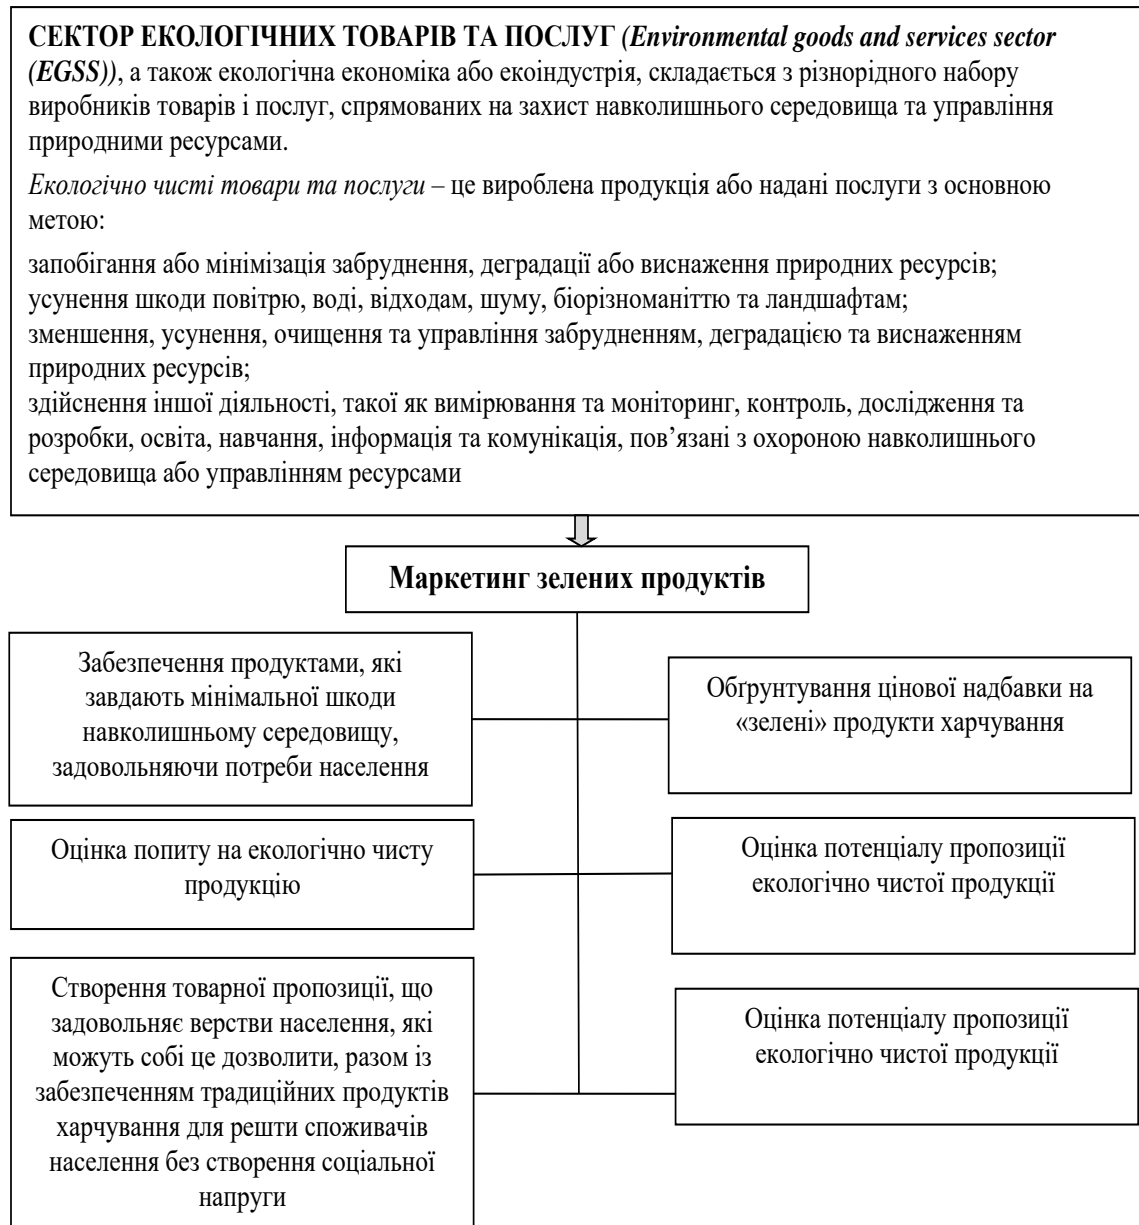 СЕКТОР ЕКОЛОГІЧНИХ ТОВАРІВ ТА ПОСЛУГ (Environmental goods and services sector
(EGSS)), а також екологічна економіка або екоіндустрія, складається з різнорідного набору
виробників товарів і послуг, спрямованих на захист навколишнього середовища та управління
природними ресурсами.
Екологічно чисті товари та послуги – це вироблена продукція або надані послуги з основною
метою:
запобігання або мінімізація забруднення, деградації або виснаження природних ресурсів;
усунення шкоди повітрю, воді, відходам, шуму, біорізноманіттю та ландшафтам;
зменшення, усунення, очищення та управління забрудненням, деградацією та виснаженням
природних ресурсів;
здійснення іншої діяльності, такої як вимірювання та моніторинг, контроль, дослідження та
розробки, освіта, навчання, інформація та комунікація, пов’язані з охороною навколишнього
середовища або управлінням ресурсами
Маркетинг зелених продуктів
Забезпечення продуктами, які
завдають мінімальної шкоди
навколишньому середовищу,
задовольняючи потреби населення
Обґрунтування цінової надбавки на
«зелені» продукти харчування
Оцінка попиту на екологічно чисту
продукцію
Оцінка потенціалу пропозиції
екологічно чистої продукції
Створення товарної пропозиції, що
задовольняє верстви населення, які
можуть собі це дозволити, разом із
забезпеченням традиційних продуктів
харчування для решти споживачів
населення без створення соціальної
напруги
Оцінка потенціалу пропозиції
екологічно чистої продукції